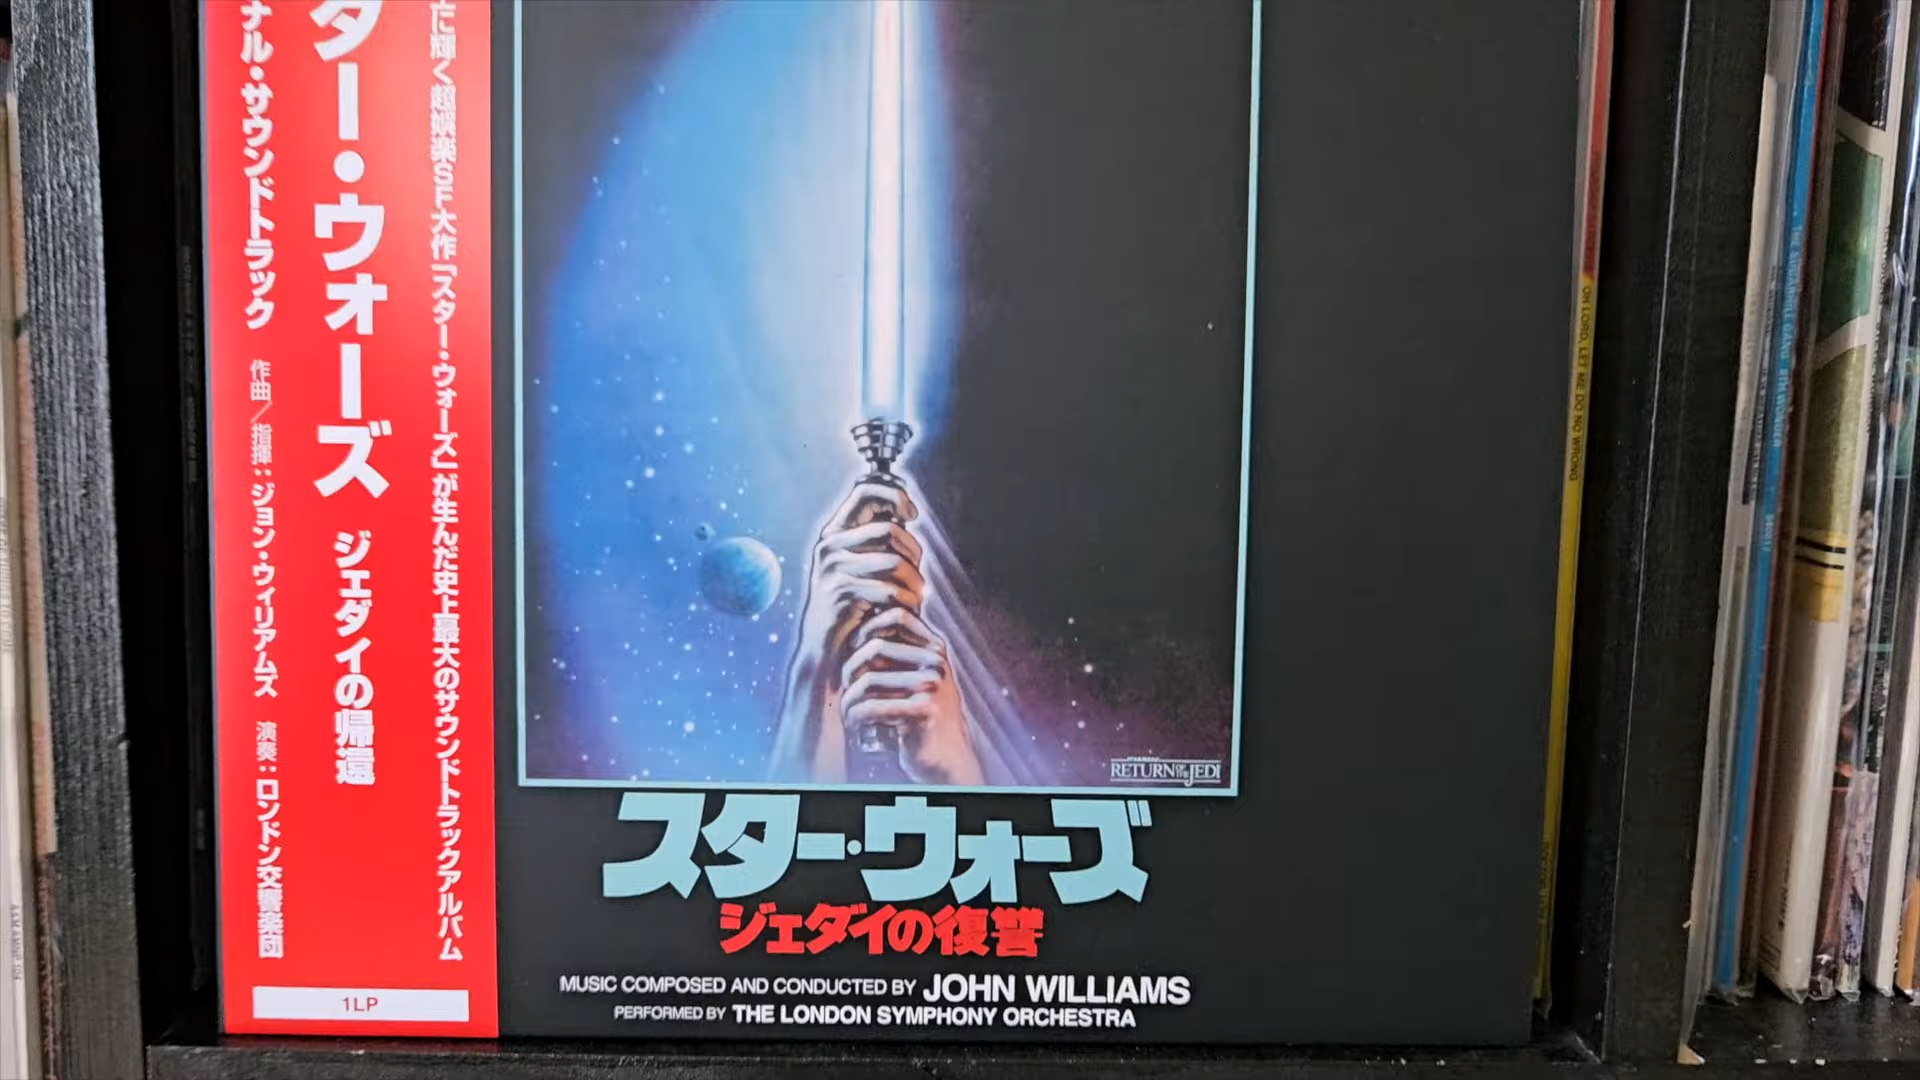 に輝く超娯楽SF大作「スター・ウォーズ」が生んだ史上最大のサウンドトラックアルバム
ター・ウォーズ ジェダイの帰還
ナル・サウンドトラック 作曲/指揮:ジョン・ウィリアムズ 演奏:ロンドン交響楽団
1LP
RETURN OF THE JEDI
スター・ウォーズ
ジェダイの復讐
MUSIC COMPOSED AND CONDUCTED BY JOHN WILLIAMS
PERFORMED BY THE LONDON SYMPHONY ORCHESTRA
OH LORD, LET ME DO NO WRONG
THE SUGARHILL GANG 8TH WONDER